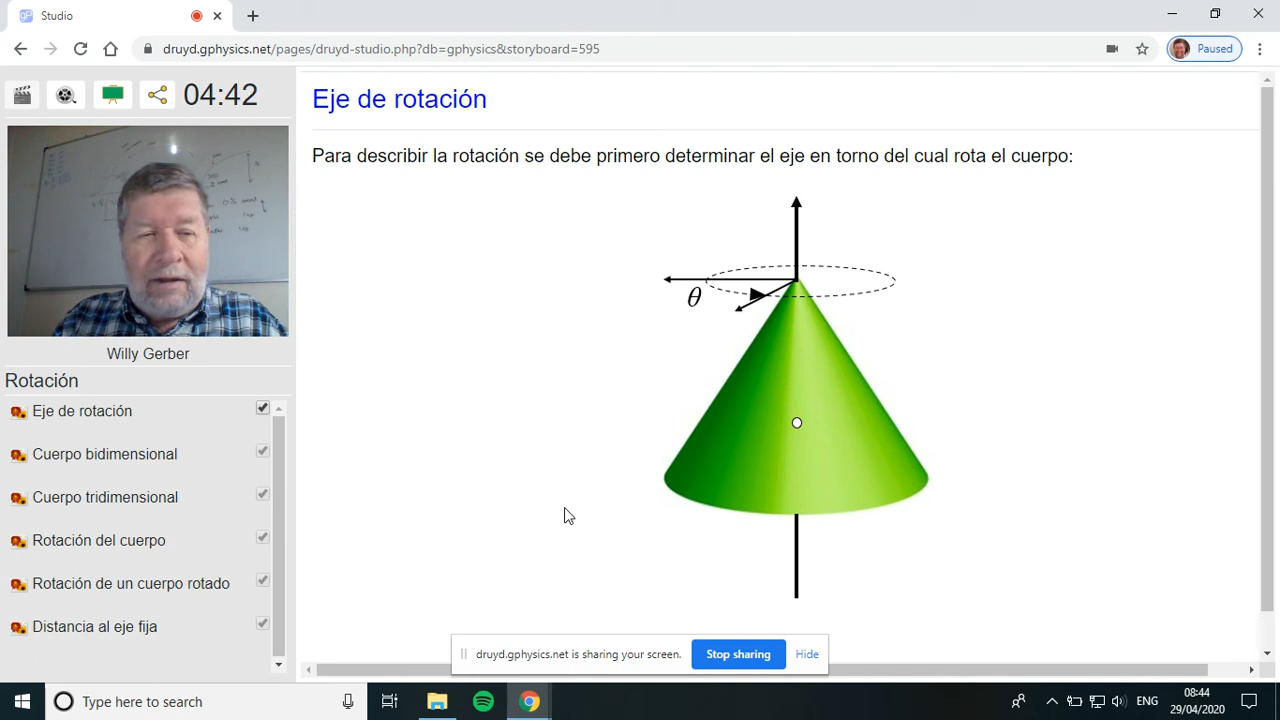 Studio
druyd.gphysics.net/pages/druyd-studio.php?db=gphysics&storyboard=595
Paused
04:42
Willy Gerber
Rotación
Eje de rotación
Cuerpo bidimensional
Cuerpo tridimensional
Rotación del cuerpo
Rotación de un cuerpo rotado
Distancia al eje fija
Eje de rotación
Para describir la rotación se debe primero determinar el eje en torno del cual rota el cuerpo:
θ
druyd.gphysics.net is sharing your screen.
Stop sharing
Hide
Type here to search
ENG
08:44
29/04/2020